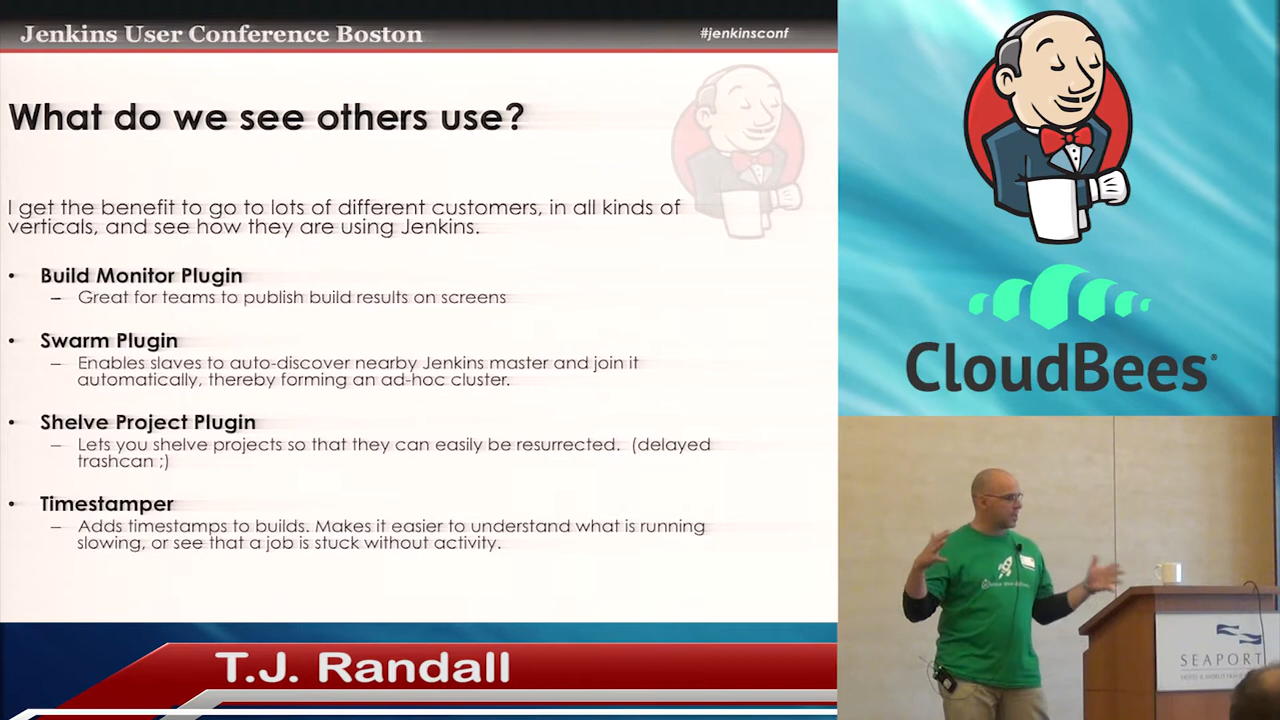 Jenkins User Conference Boston
#jenkinsconf
What do we see others use?
I get the benefit to go to lots of different customers, in all kinds of
verticals, and see how they are using Jenkins.
• Build Monitor Plugin
– Great for teams to publish build results on screens
• Swarm Plugin
– Enables slaves to auto-discover nearby Jenkins master and join it
automatically, thereby forming an ad-hoc cluster.
• Shelve Project Plugin
– Lets you shelve projects so that they can easily be resurrected. (delayed
trashcan ;)
• Timestamper
– Adds timestamps to builds. Makes it easier to understand what is running
slowing, or see that a job is stuck without activity.
T.J. Randall
CloudBees
SEAPORT